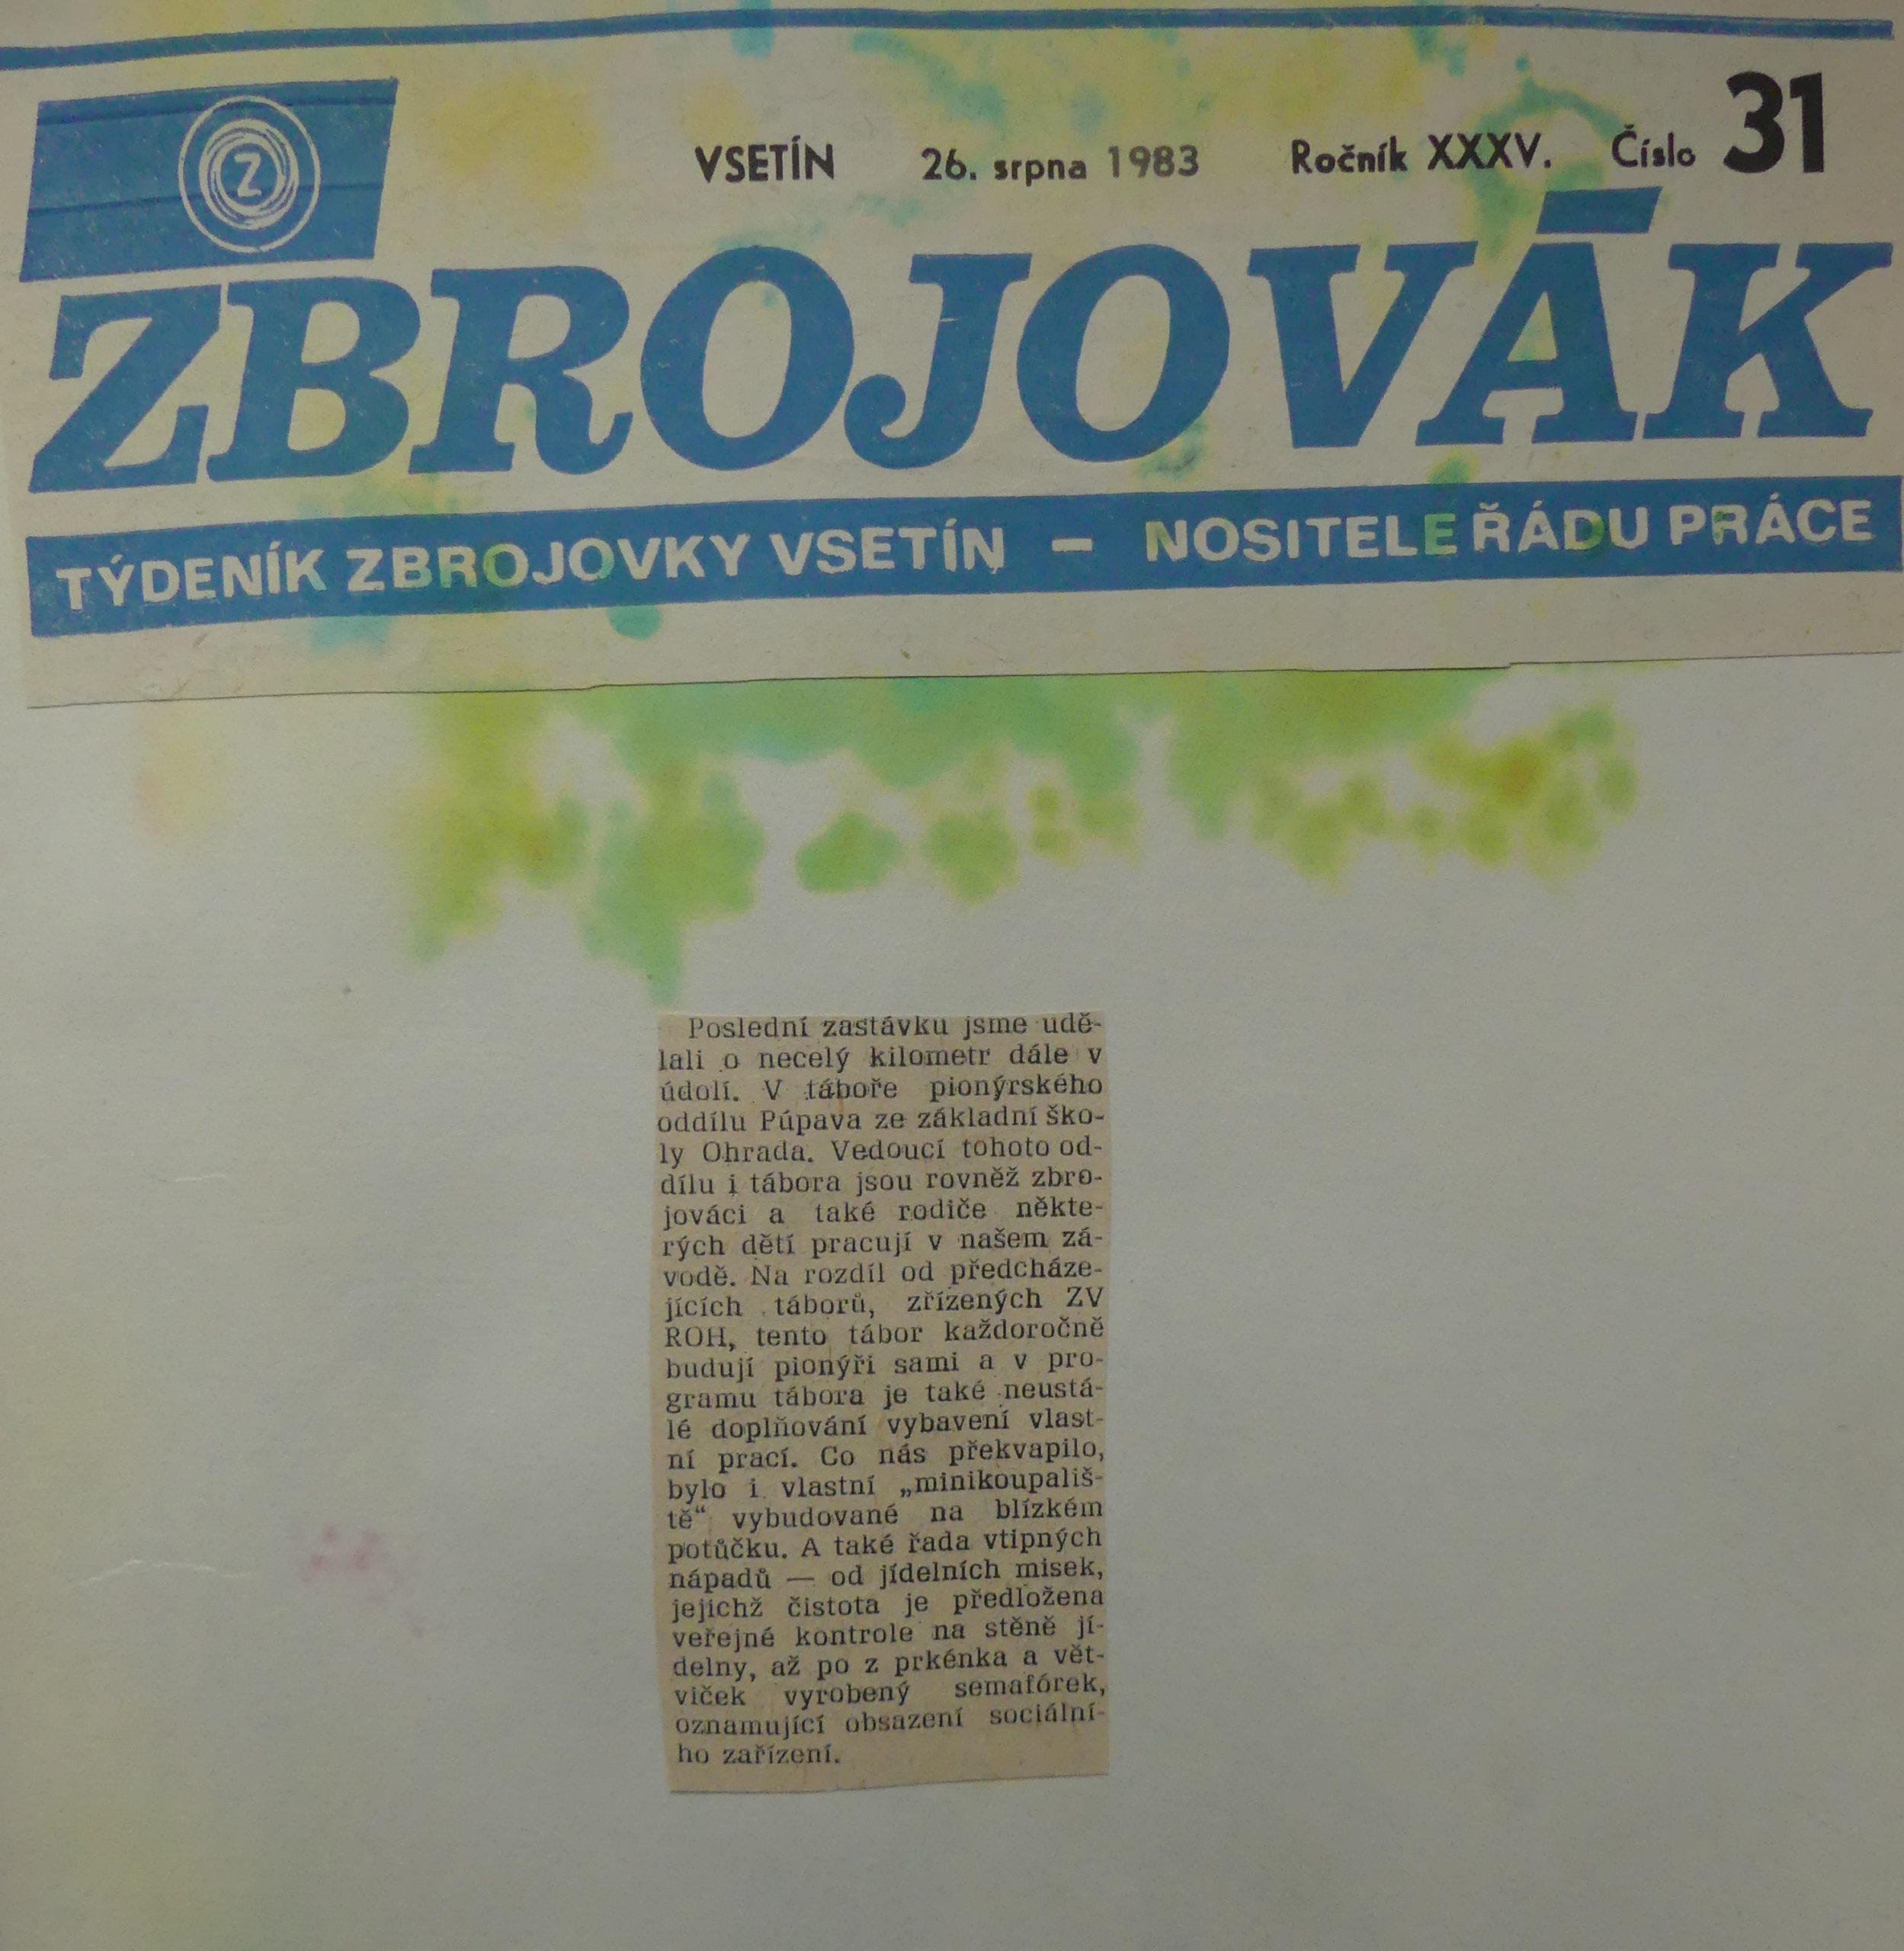 VSETÍN 26. srpna 1983 Ročník XXXV. Číslo 31
Z
ZBROJOVÁK
TÝDENÍK ZBROJOVKY VSETÍN — NOSITELE ŘÁDU PRÁCE
Poslední zastávku jsme udě-
lali o necelý kilometr dále v
údolí. V táboře pionýrského
oddílu Púpava ze základní ško-
ly Ohrada. Vedoucí tohoto od-
dílu i tábora jsou rovněž zbro-
jováci a také rodiče někte-
rých dětí pracují v našem zá-
vodě. Na rozdíl od předcháze-
jících táborů, zřízených ZV
ROH, tento tábor každoročně
budují pionýři sami a v pro-
gramu tábora je také neustá-
lé doplňování vybavení vlast-
ní prací. Co nás překvapilo,
bylo i vlastní „minikoupališ-
tě“ vybudované na blízkém
potůčku. A také řada vtipných
nápadů — od jídelních misek,
jejichž čistota je předložena
veřejné kontrole na stěně jí-
delny, až po z prkénka a vět-
viček vyrobený semafórek,
oznamující obsazení sociální-
ho zařízení.